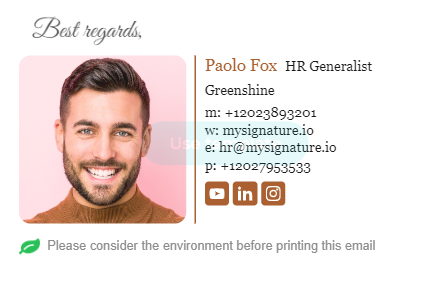 Best regards,
Paolo Fox HR Generalist
Greenshine
m: +12023893201
w: mysignature.io
e: hr@mysignature.io
p: +12027953533
Please consider the environment before printing this email